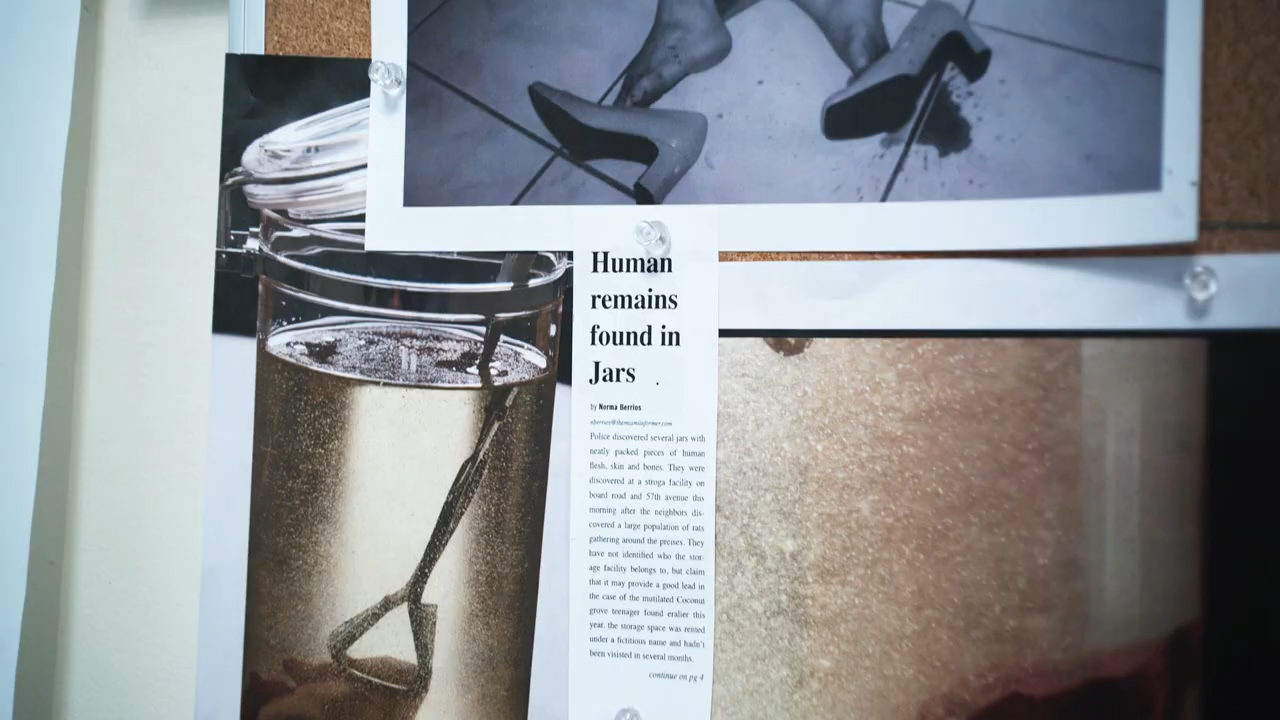 Human
remains
found in
Jars
by Norma Berrios
nberrios@themiamiinformer.com
Police discovered several jars with
neatly packed pieces of human
flesh, skin and bones. They were
discovered at a stroga facility on
board road and 57th avenue this
morning after the neighbors dis-
covered a large population of rats
gathering around the preises. They
have not identified who the stor-
age facility belongs to, but claim
that it may provide a good lead in
the case of the mutilated Coconut
grove teenager found eralier this
year. the storage space was rented
under a fictitious name and hadn't
been visisted in several months.
continue on pg 4